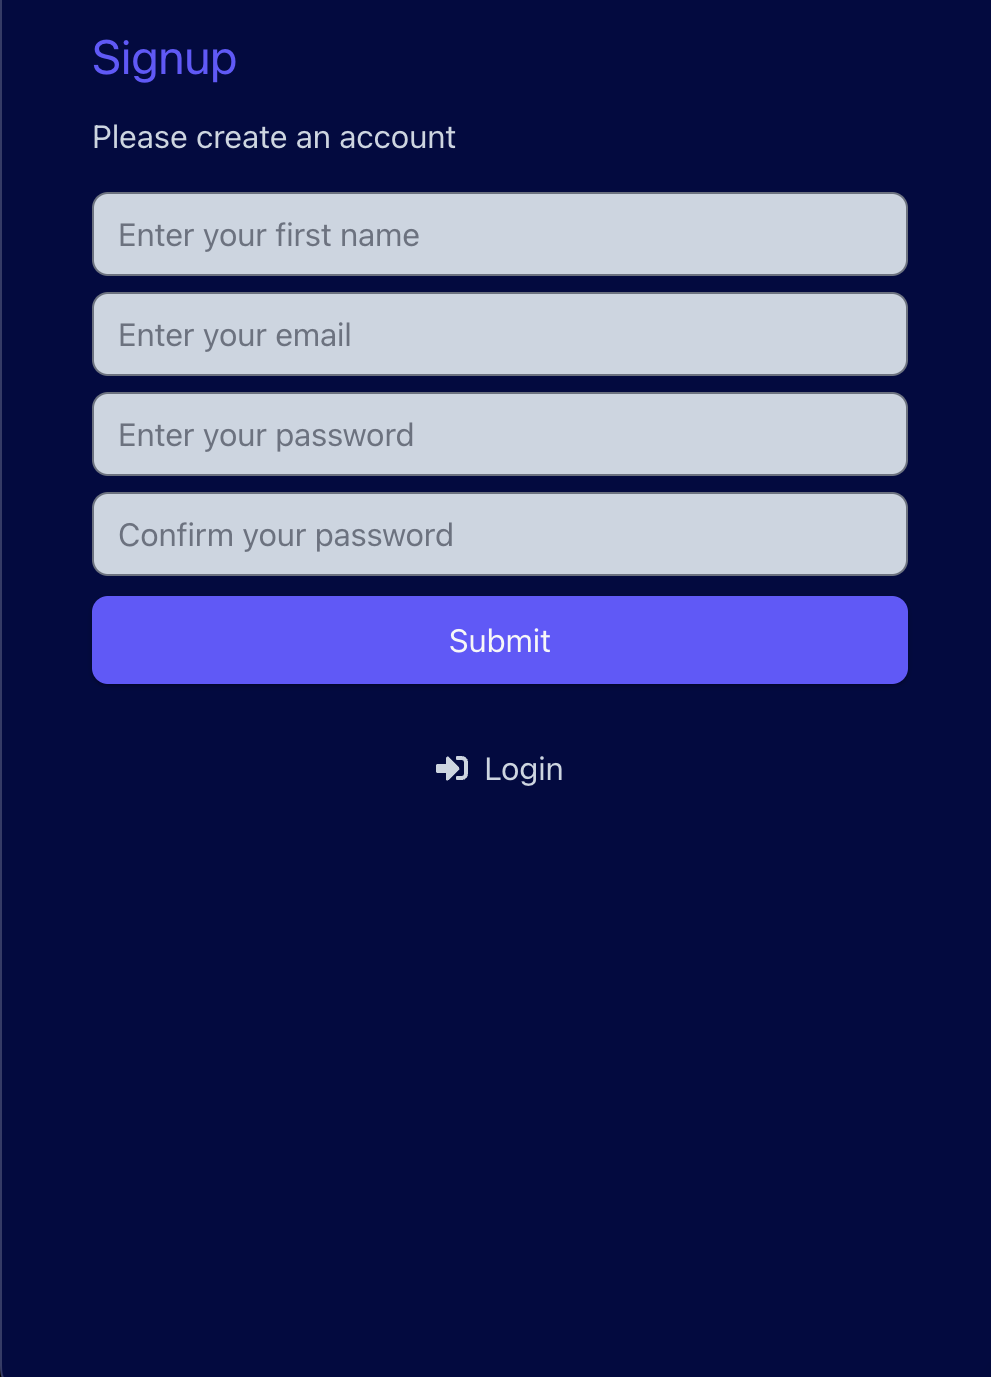 Signup
Please create an account
Enter your first name
Enter your email
Enter your password
Confirm your password
Submit
Login